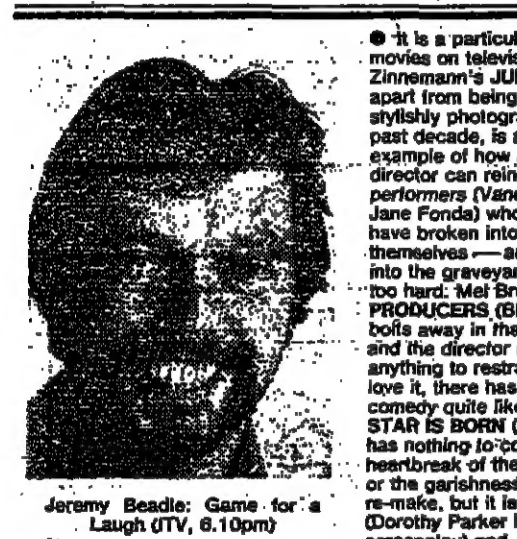 Jeremy Beadle: Game for a
Laugh (ITV, 6.10pm)
● It is a particul
movies on televis
Zinnemann's JUL
apart from being
stylishly photogra
past decade, is a
example of how
director can rein
performers (Vane
Jane Fonda) who
have broken into
themselves — a
into the graveyar
too hard: Mel Br
PRODUCERS (B
bolts away in tha
and the director
anything to restra
love it, there has
comedy quite like
STAR IS BORN (
has nothing to co
heartbreak of the
or the garishness
re-make, but it is
(Dorothy Parker